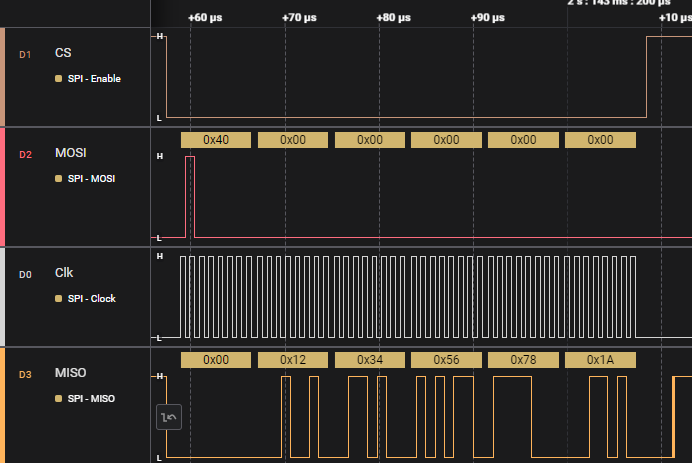 2 s : 143 ms : 200 µs
+60 µs +70 µs +80 µs +90 µs +10 µs
D1 CS H
SPI - Enable
L
0x40 0x00 0x00 0x00 0x00 0x00
D2 MOSI H
SPI - MOSI
L
H
D0 Clk
SPI - Clock
L
0x00 0x12 0x34 0x56 0x78 0x1A
D3 MISO H
SPI - MISO
L